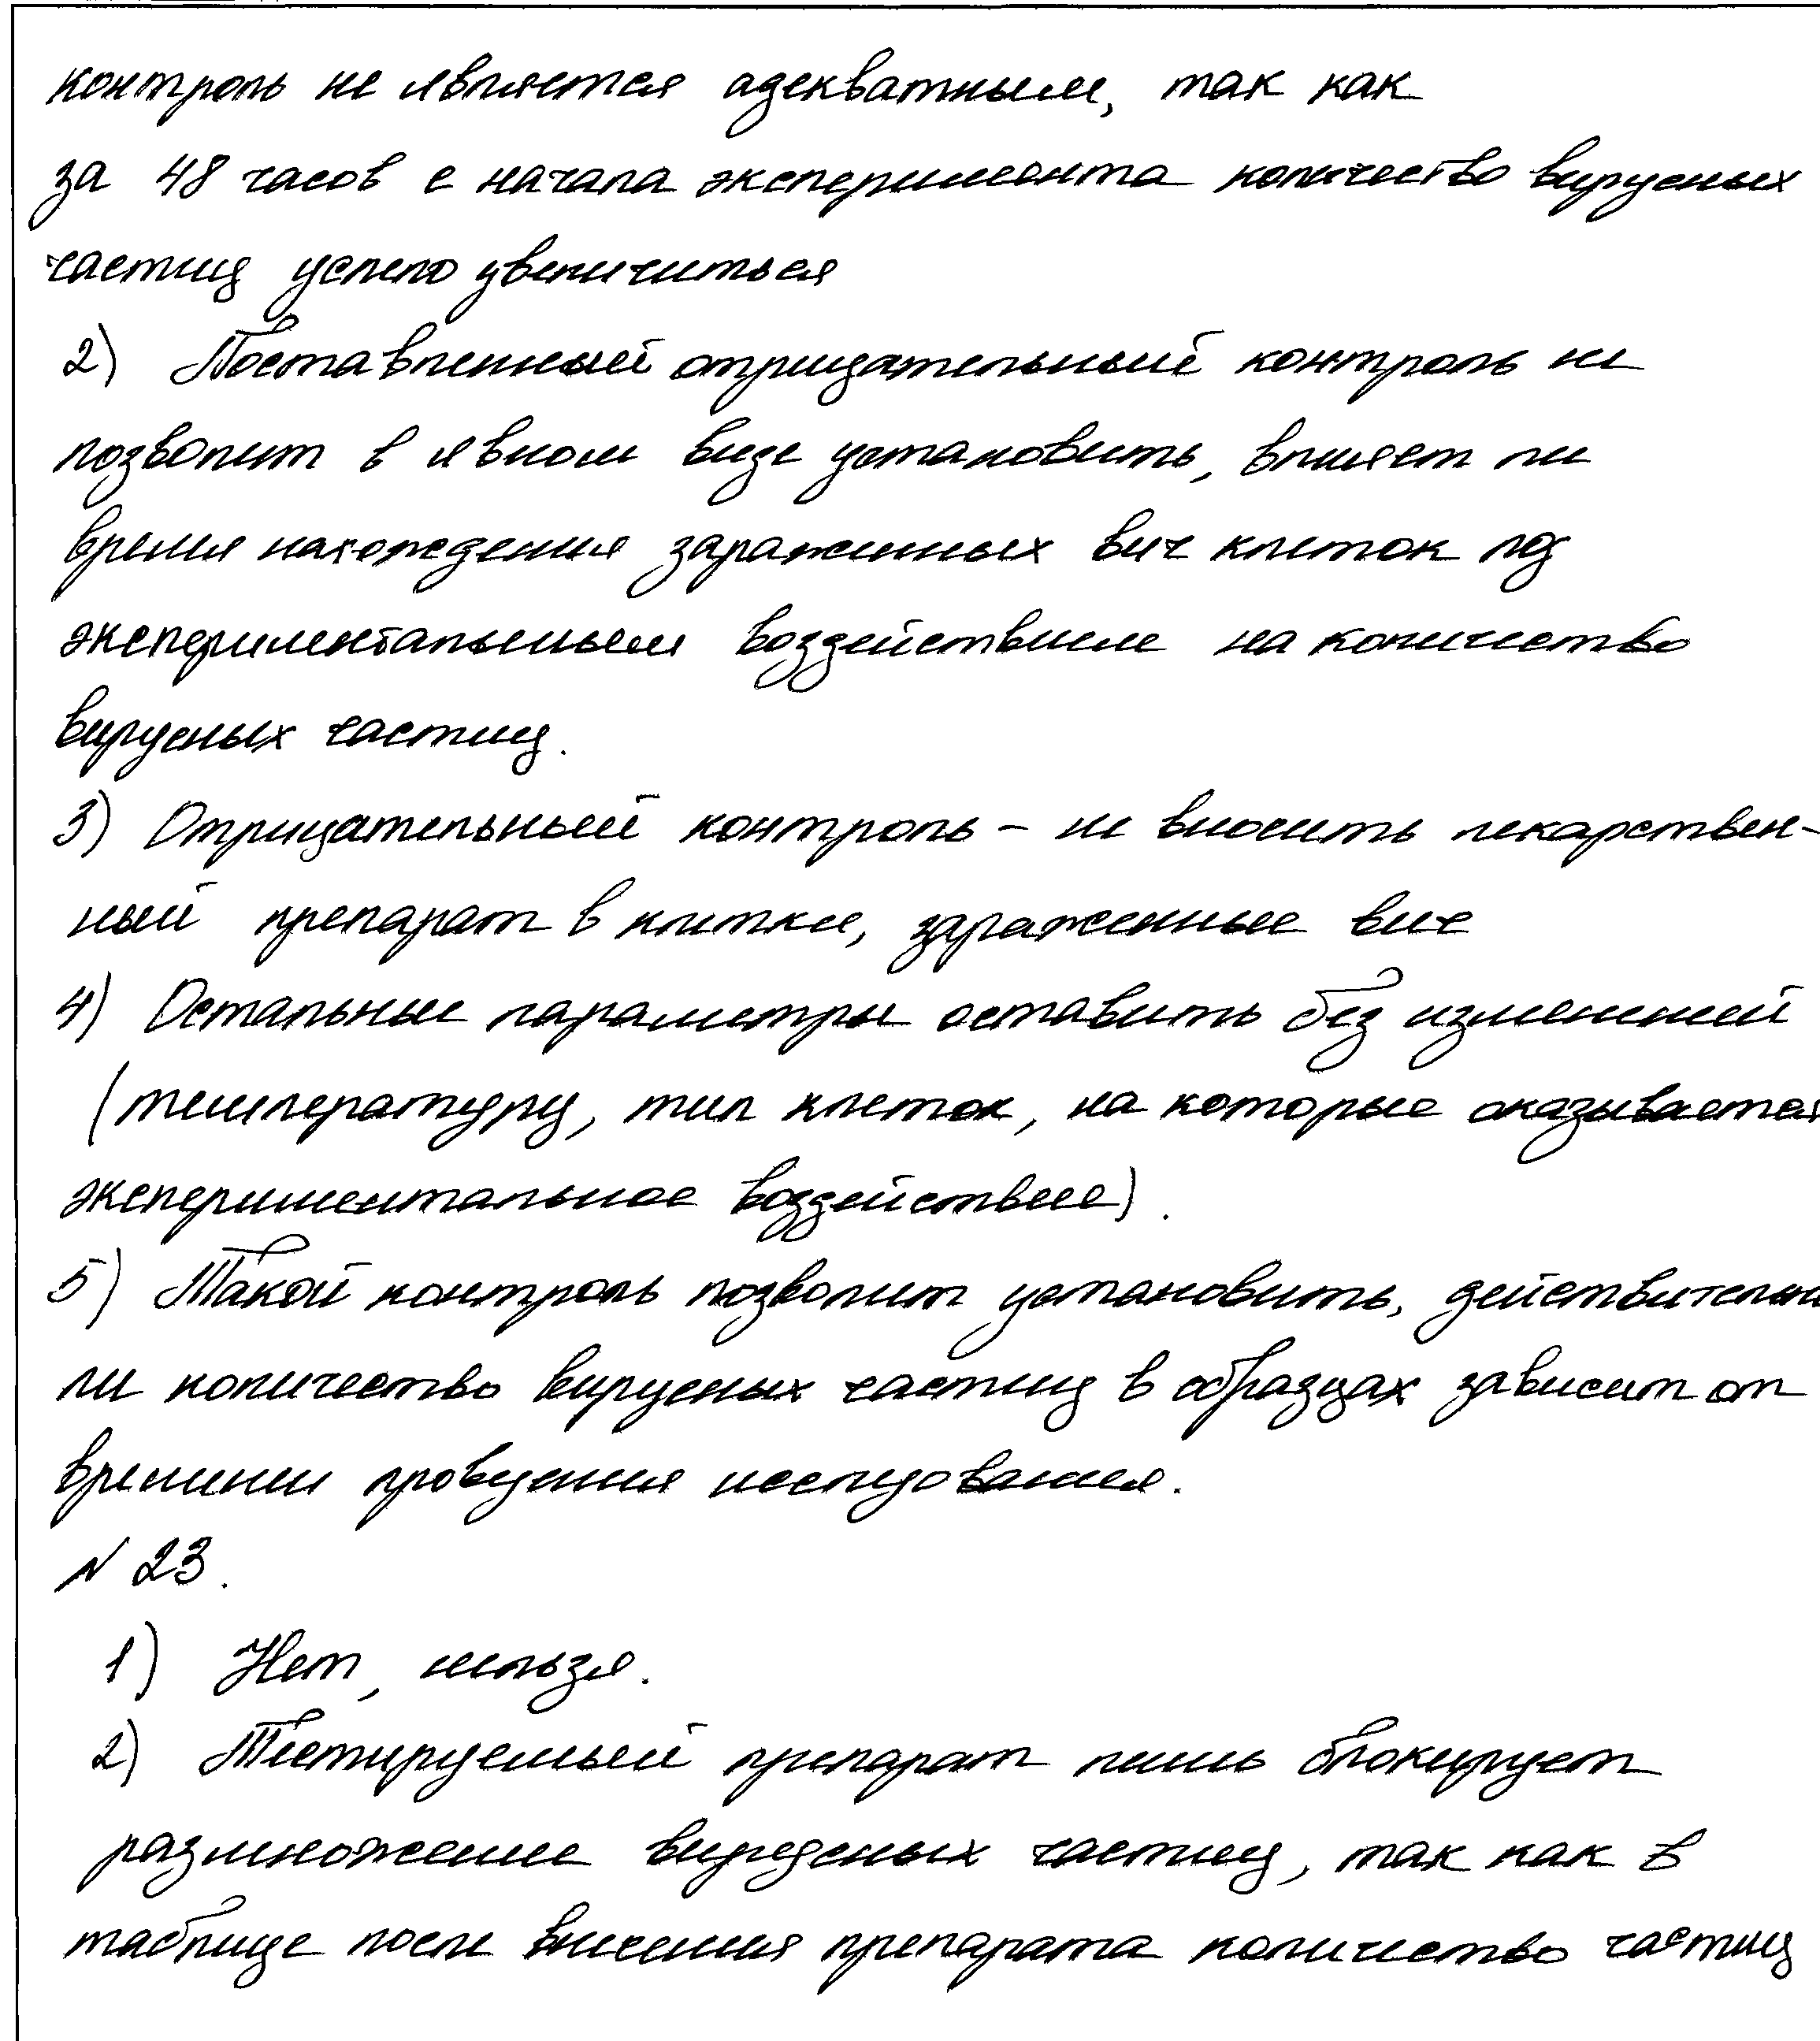 контроль не является адекватным, так как
за 48 часов с начала эксперимента количество вирусных
частиц успело увеличиться
2) Поставленный отрицательный контроль не
позволит в явном виде установить, влияет ли
время нахождения зараженных вич клеток под
экспериментальным воздействием на количество
вирусных частиц.
3) Отрицательный контроль – не вносить лекарствен-
ный препарат в клетки, зараженные вич
4) Остальные параметры оставить без изменений
(температуру, тип клеток, на которые оказывается
экспериментальное воздействие).
5) Такой контроль позволит установить, действительно
ли количество вирусных частиц в образцах зависит от
времени проведения исследования.
N 23.
1) Нет, нельзя.
2) Тестируемый препарат лишь блокирует
размножение вирусных частиц, так как в
таблице после внесения препарата количество частиц